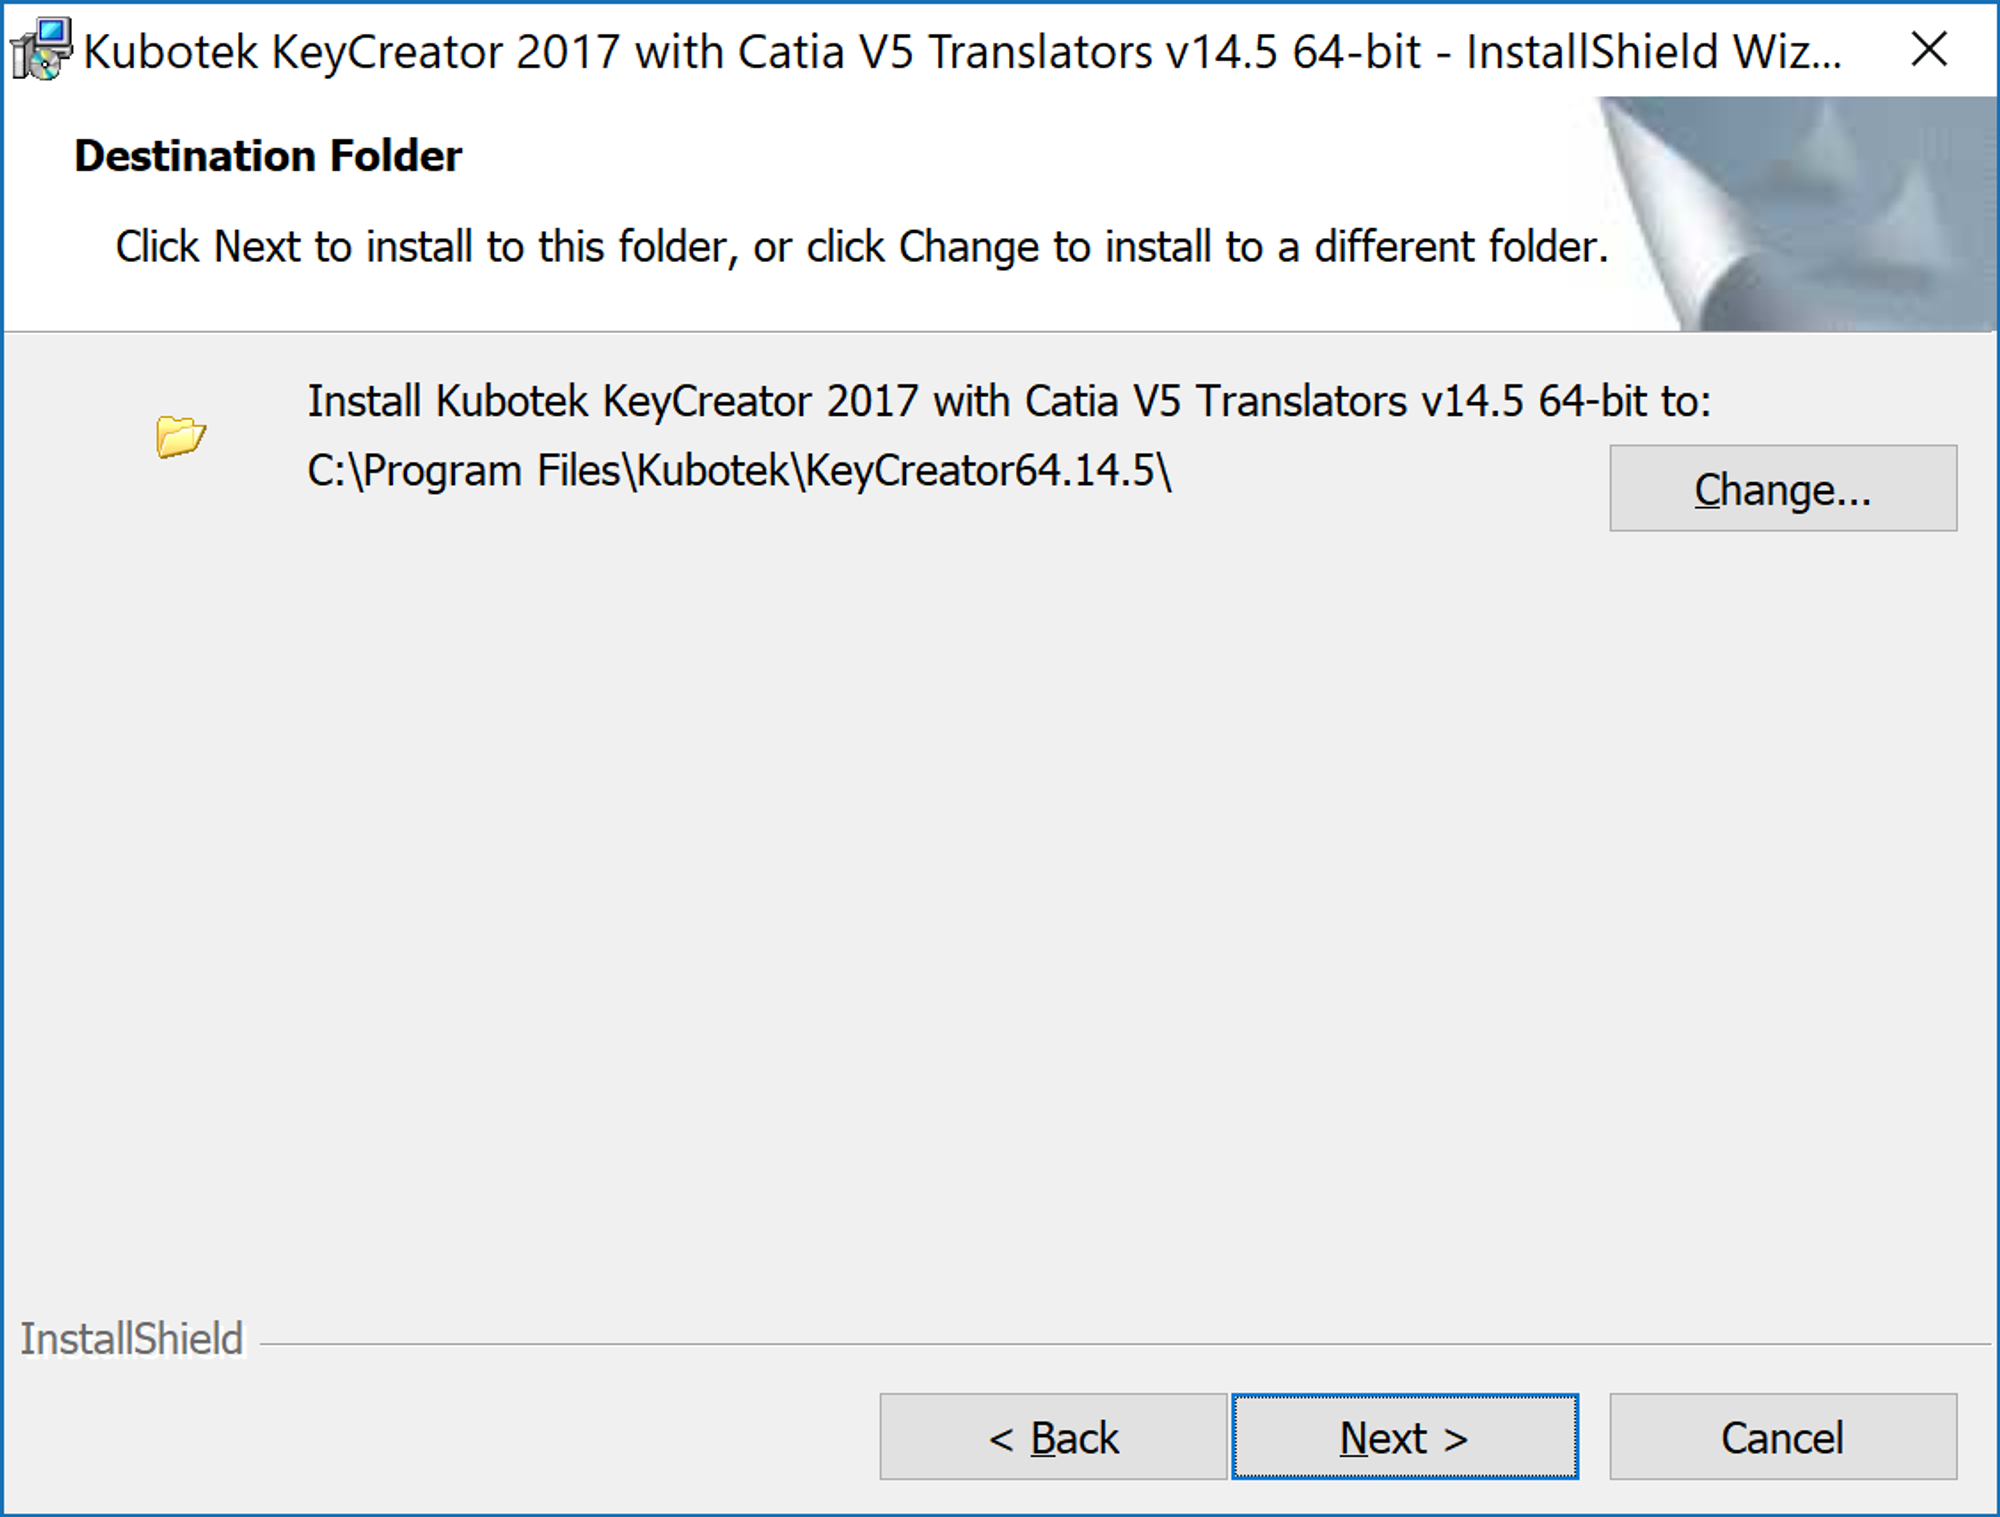 Kubotek KeyCreator 2017 with Catia V5 Translators v14.5 64-bit - InstallShield Wiz...
Destination Folder
Click Next to install to this folder, or click Change to install to a different folder.
Install Kubotek KeyCreator 2017 with Catia V5 Translators v14.5 64-bit to:
C:\Program Files\Kubotek\KeyCreator64.14.5\
Change...
InstallShield
< Back
Next >
Cancel